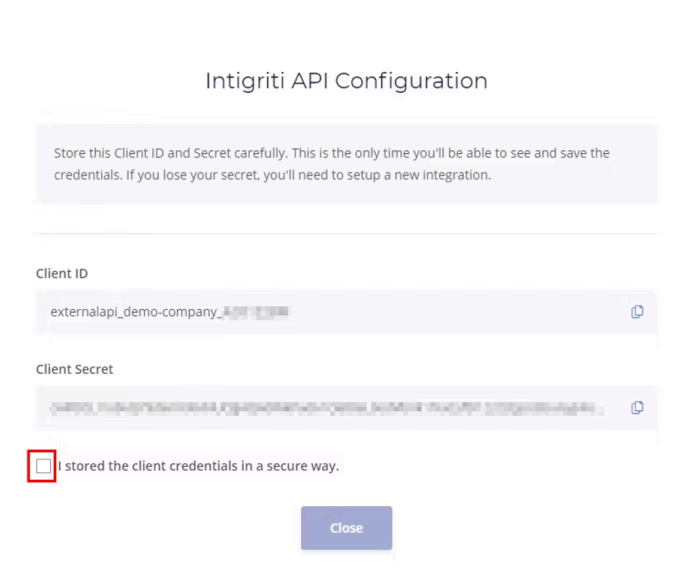 Intigriti API Configuration
Store this Client ID and Secret carefully. This is the only time you'll be able to see and save the
credentials. If you lose your secret, you'll need to setup a new integration.
Client ID
externalapi_demo-company_
Client Secret
I stored the client credentials in a secure way.
Close